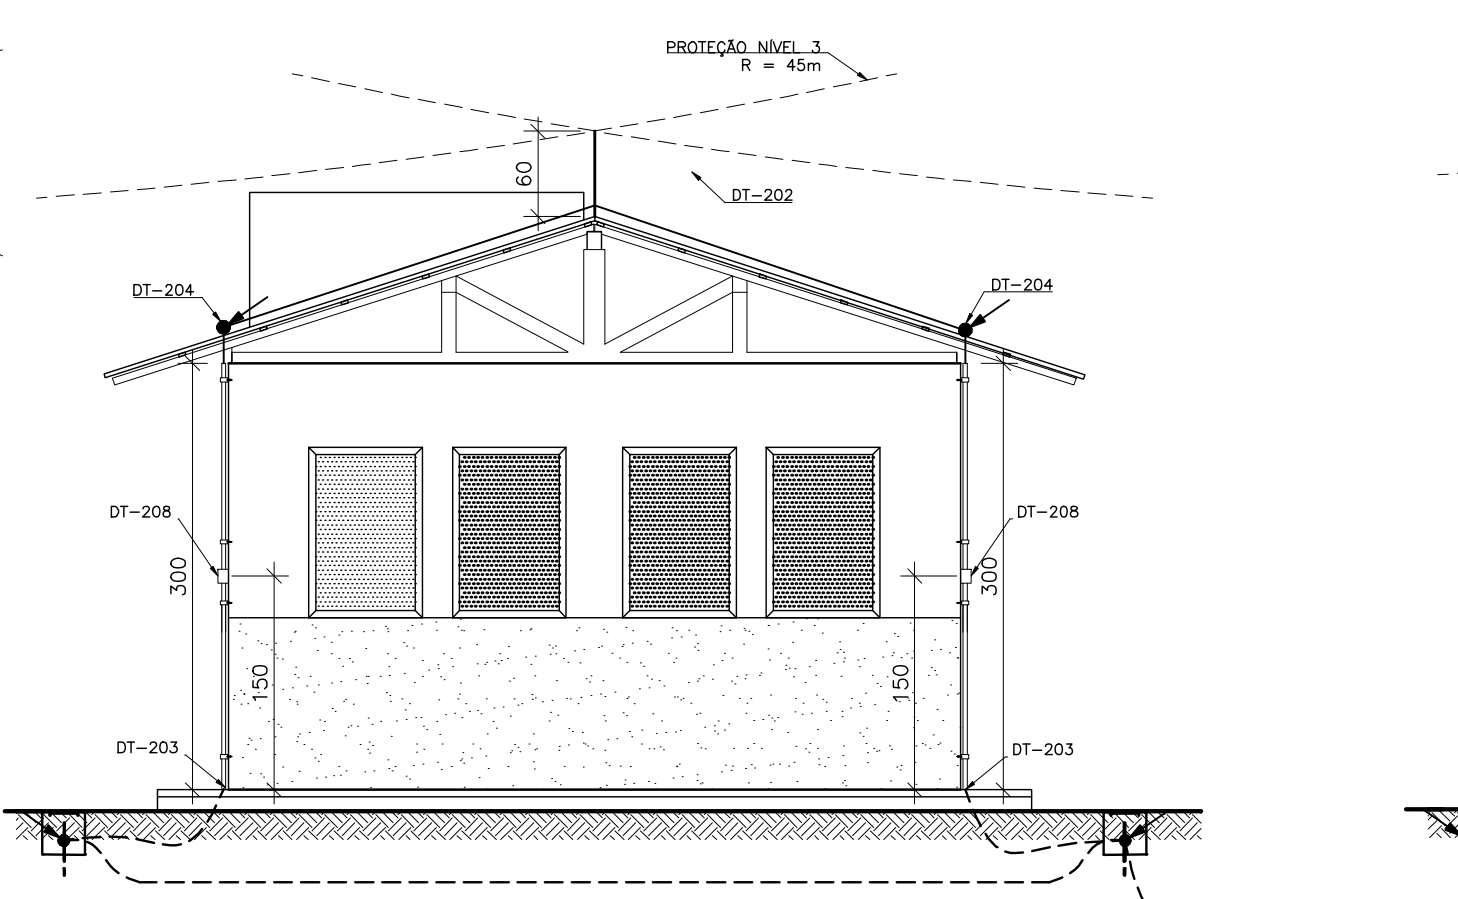 PROTEÇÃO NÍVEL 3
R = 45m
60
DT-202
DT-204
DT-204
DT-208
DT-208
300
300
150
150
DT-203
DT-203